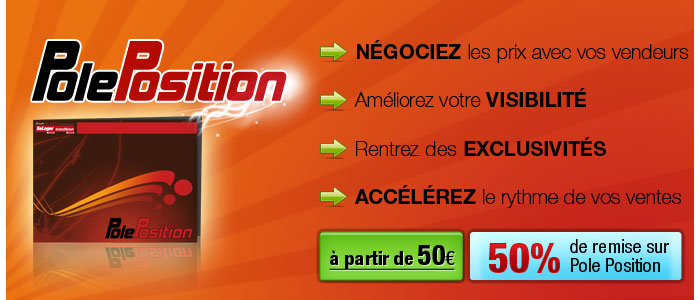 PolePosition
NÉGOCIEZ les prix avec vos vendeurs
Améliorez votre VISIBILITÉ
Rentrez des EXCLUSIVITÉS
ACCÉLÉREZ le rythme de vos ventes
SeLoger
PolePosition
à partir de 50€
50% de remise sur
Pole Position